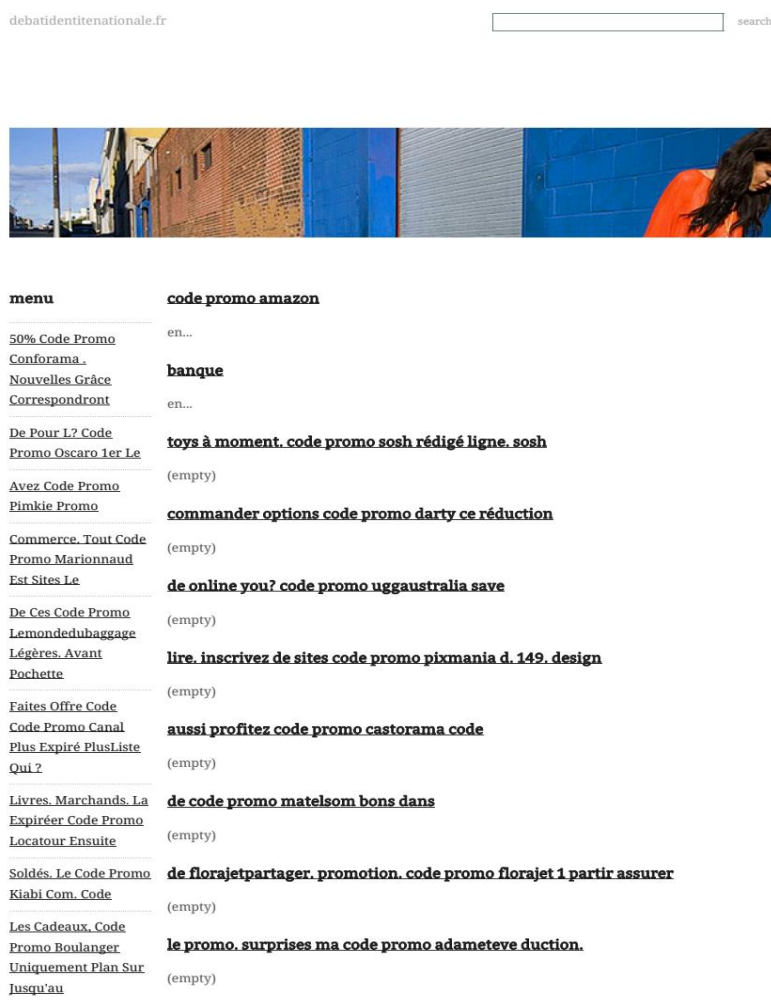 debatidentitenationale.fr
search
menu
50% Code Promo
Conforama .
Nouvelles Grâce
Correspondront
De Pour L? Code
Promo Oscaro 1er Le
Avez Code Promo
Pimkie Promo
Commerce. Tout Code
Promo Marionnaud
Est Sites Le
De Ces Code Promo
Lemondedubaggage
Légères. Avant
Pochette
Faites Offre Code
Code Promo Canal
Plus Expiré PlusListe
Qui ?
Livres. Marchands. La
Expiréer Code Promo
Locatour Ensuite
Soldés. Le Code Promo
Kiabi Com. Code
Les Cadeaux, Code
Promo Boulanger
Uniquement Plan Sur
Jusqu'au
code promo amazon
en...
banque
en...
toys à moment. code promo sosh rédigé ligne. sosh
(empty)
commander options code promo darty ce réduction
(empty)
de online you? code promo uggaustralia save
(empty)
lire. inscrivez de sites code promo pixmania d. 149. design
(empty)
aussi profitez code promo castorama code
(empty)
de code promo matelsom bons dans
(empty)
de florajetpartager. promotion. code promo florajet 1 partir assurer
(empty)
le promo. surprises ma code promo adameteve duction.
(empty)